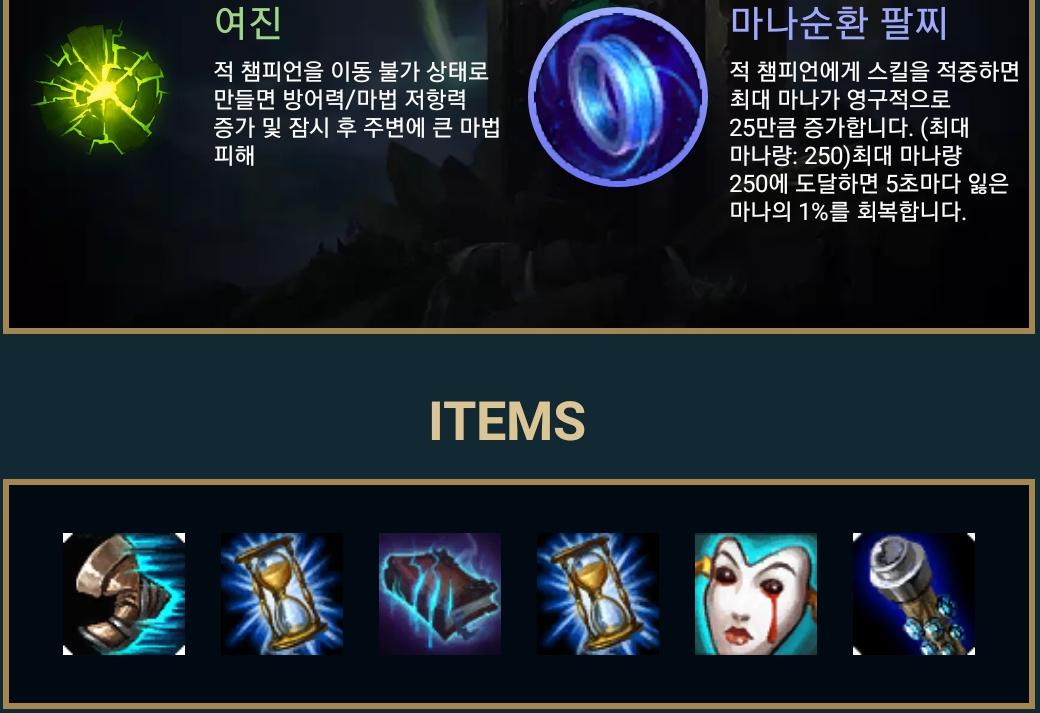 여진
적 챔피언을 이동 불가 상태로
만들면 방어력/마법 저항력
증가 및 잠시 후 주변에 큰 마법
피해
마나순환 팔찌
적 챔피언에게 스킬을 적중하면
최대 마나가 영구적으로
25만큼 증가합니다. (최대
마나량: 250)최대 마나량
250에 도달하면 5초마다 잃은
마나의 1%를 회복합니다.
ITEMS